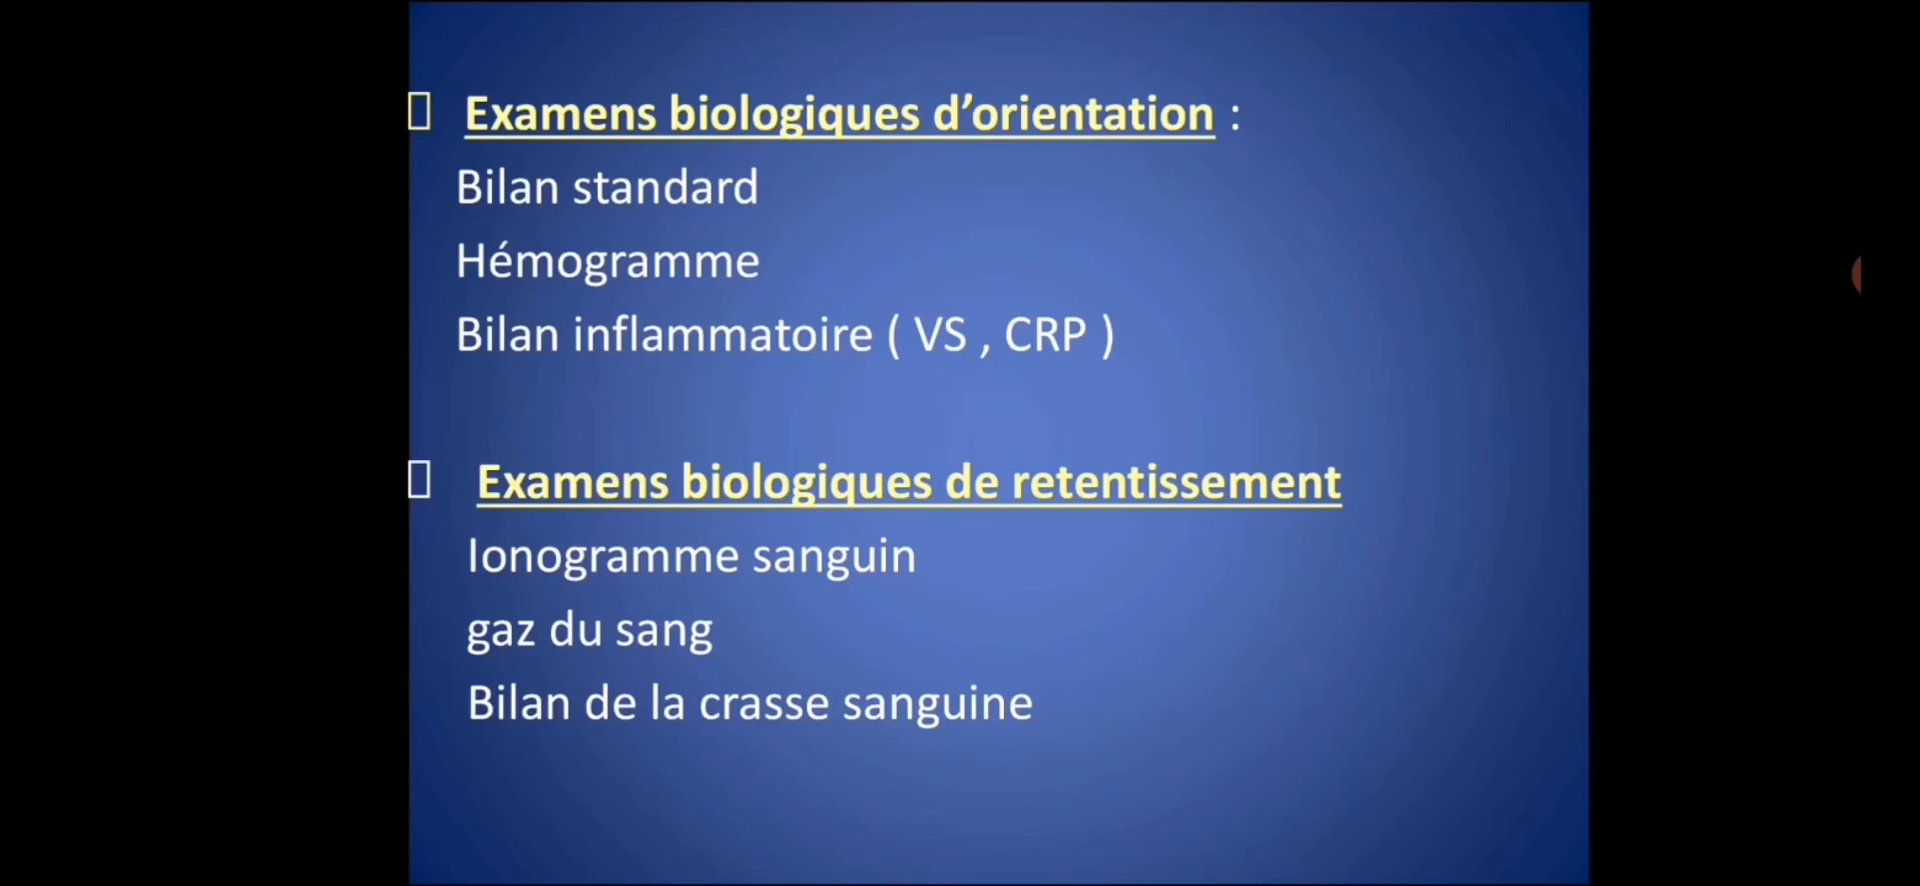 Examens biologiques d’orientation :
Bilan standard
Hémogramme
Bilan inflammatoire ( VS , CRP )
Examens biologiques de retentissement
Ionogramme sanguin
gaz du sang
Bilan de la crasse sanguine